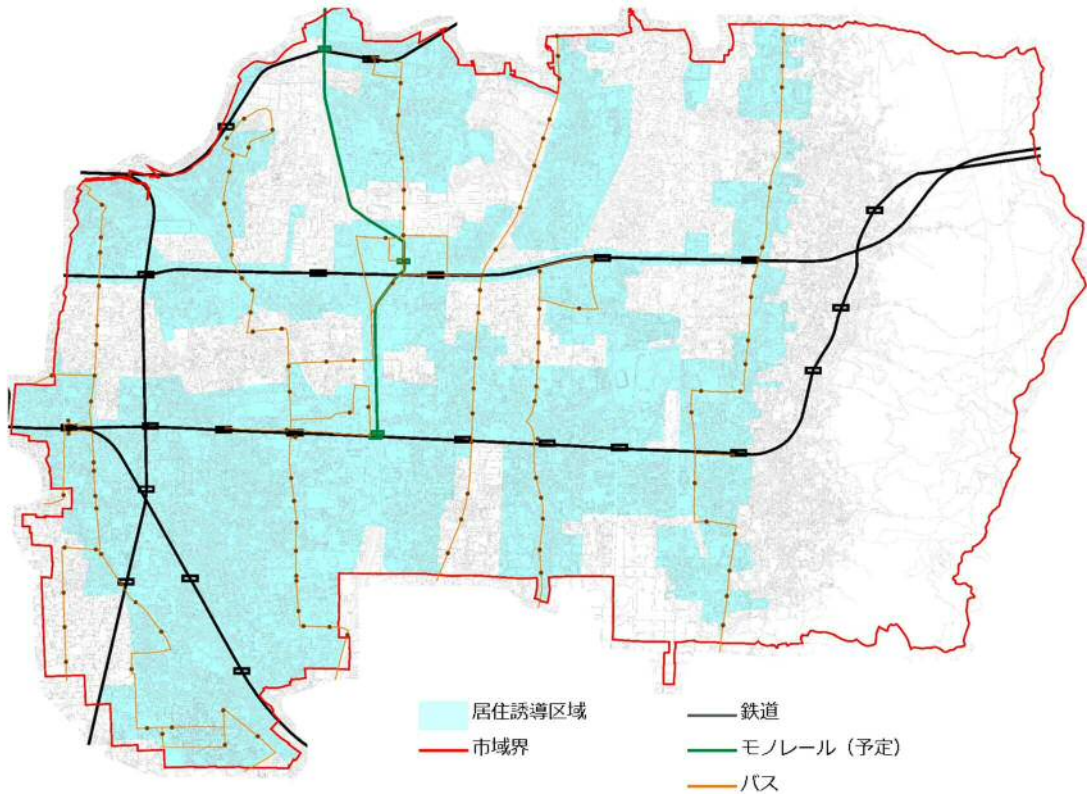 居住誘導区域
市域界
鉄道
モノレール（予定）
バス